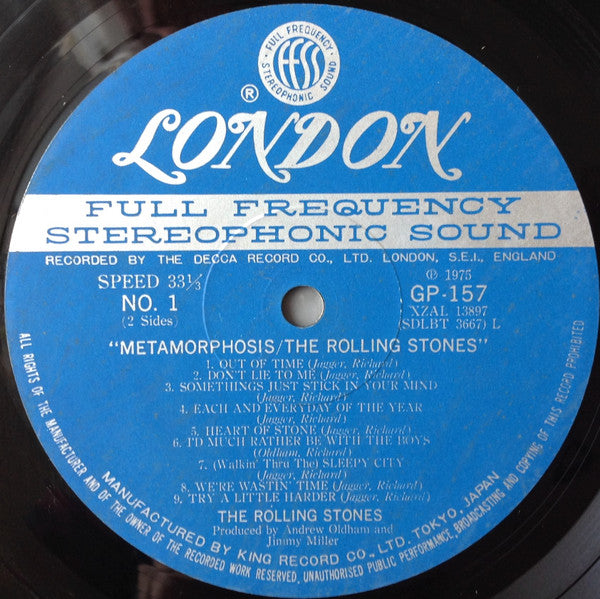 FULL FREQUENCY
ffss
STEREOPHONIC SOUND
®
LONDON
FULL FREQUENCY
STEREOPHONIC SOUND
RECORDED BY THE DECCA RECORD CO., LTD. LONDON, S.E.I., ENGLAND
SPEED 33⅓
℗ 1975
NO. 1
GP-157
(2 Sides)
XZAL 13897
(SDLBT 3667) L
"METAMORPHOSIS/THE ROLLING STONES"
1. OUT OF TIME (Jagger, Richard)
2. DON'T LIE TO ME (Jagger, Richard)
3. SOMETHINGS JUST STICK IN YOUR MIND
(Jagger, Richard)
4. EACH AND EVERYDAY OF THE YEAR
(Jagger, Richard)
5. HEART OF STONE (Jagger, Richard)
6. I'D MUCH RATHER BE WITH THE BOYS
(Oldham, Richard)
7. (Walkin' Thru The) SLEEPY CITY
(Jagger, Richard)
8. WE'RE WASTIN' TIME (Jagger, Richard)
9. TRY A LITTLE HARDER (Jagger, Richard)
THE ROLLING STONES
Produced by Andrew Oldham and
Jimmy Miller
MANUFACTURED BY KING RECORD CO., LTD. TOKYO, JAPAN
ALL RIGHTS OF THE MANUFACTURER AND OF THE OWNER OF THE RECORDED WORK RESERVED, UNAUTHORISED PUBLIC PERFORMANCE, BROADCASTING AND COPYING OF THIS RECORD PROHIBITED